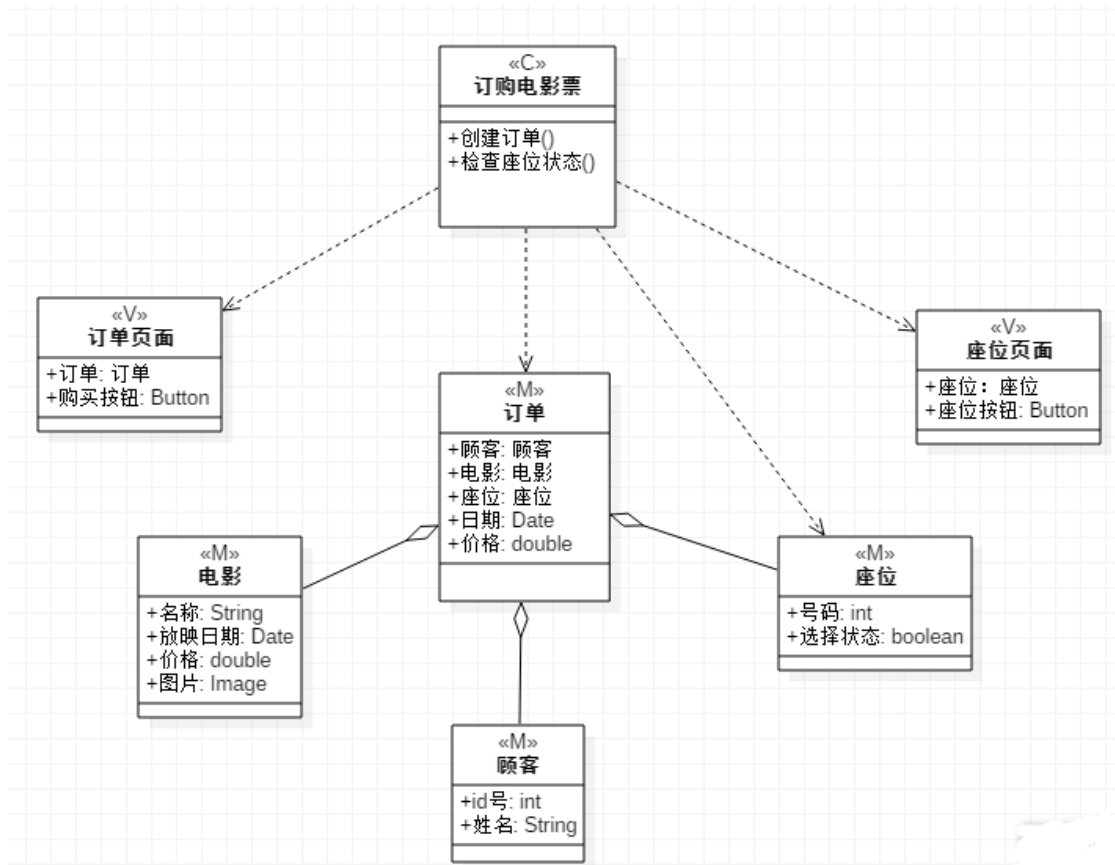 «C»
订购电影票
+创建订单()
+检查座位状态()
«V»
订单页面
+订单: 订单
+购买按钮: Button
«V»
座位页面
+座位：座位
+座位按钮: Button
«M»
订单
+顾客: 顾客
+电影: 电影
+座位: 座位
+日期: Date
+价格: double
«M»
电影
+名称: String
+放映日期: Date
+价格: double
+图片: Image
«M»
座位
+号码: int
+选择状态: boolean
«M»
顾客
+id号: int
+姓名: String